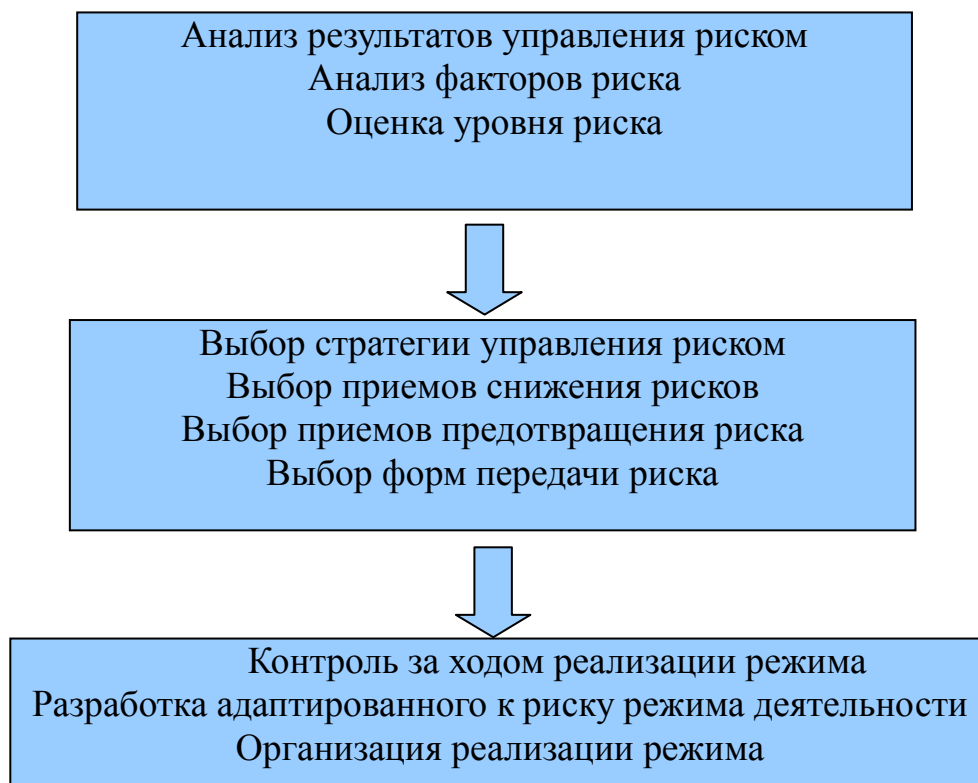 Анализ результатов управления риском
Анализ факторов риска
Оценка уровня риска
Выбор стратегии управления риском
Выбор приемов снижения рисков
Выбор приемов предотвращения риска
Выбор форм передачи риска
Контроль за ходом реализации режима
Разработка адаптированного к риску режима деятельности
Организация реализации режима